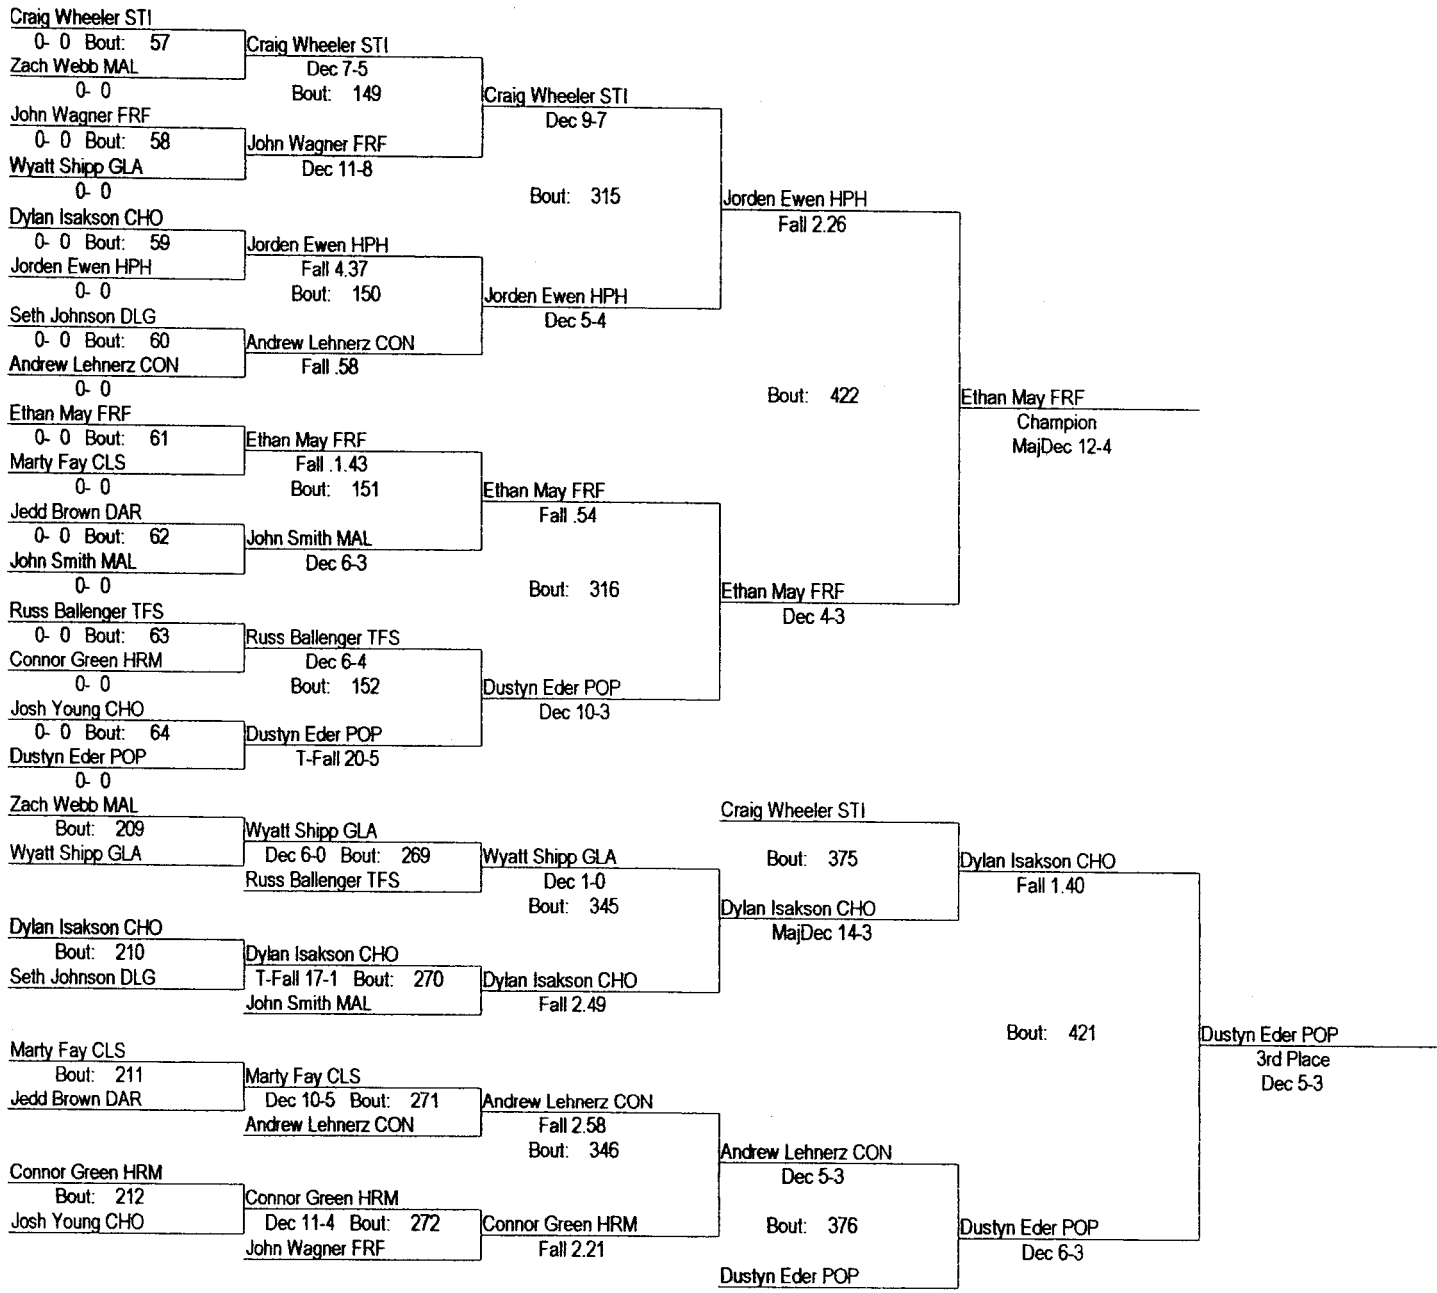 Craig Wheeler STI
0- 0 Bout: 57
Craig Wheeler STI
Zach Webb MAL
Dec 7-5
0- 0
Bout: 149
Craig Wheeler STI
John Wagner FRF
Dec 9-7
0- 0 Bout: 58
John Wagner FRF
Wyatt Shipp GLA
Dec 11-8
0- 0
Bout: 315
Jorden Ewen HPH
Dylan Isakson CHO
Fall 2.26
0- 0 Bout: 59
Jorden Ewen HPH
Jorden Ewen HPH
Fall 4.37
0- 0
Bout: 150
Jorden Ewen HPH
Seth Johnson DLG
Dec 5-4
0- 0 Bout: 60
Andrew Lehnerz CON
Andrew Lehnerz CON
Fall .58
0- 0
Bout: 422
Ethan May FRF
Ethan May FRF
Champion
0- 0 Bout: 61
Ethan May FRF
MajDec 12-4
Marty Fay CLS
Fall .1.43
0- 0
Bout: 151
Ethan May FRF
Jedd Brown DAR
Fall .54
0- 0 Bout: 62
John Smith MAL
John Smith MAL
Dec 6-3
0- 0
Bout: 316
Ethan May FRF
Russ Ballenger TFS
Dec 4-3
0- 0 Bout: 63
Russ Ballenger TFS
Connor Green HRM
Dec 6-4
0- 0
Bout: 152
Dustyn Eder POP
Josh Young CHO
Dec 10-3
0- 0 Bout: 64
Dustyn Eder POP
Dustyn Eder POP
T-Fall 20-5
0- 0
Zach Webb MAL
Craig Wheeler STI
Bout: 209
Wyatt Shipp GLA
Wyatt Shipp GLA
Dec 6-0 Bout: 269
Wyatt Shipp GLA
Bout: 375
Dylan Isakson CHO
Russ Ballenger TFS
Dec 1-0
Fall 1.40
Bout: 345
Dylan Isakson CHO
Dylan Isakson CHO
MajDec 14-3
Bout: 210
Dylan Isakson CHO
Seth Johnson DLG
T-Fall 17-1 Bout: 270
Dylan Isakson CHO
John Smith MAL
Fall 2.49
Bout: 421
Dustyn Eder POP
Marty Fay CLS
3rd Place
Bout: 211
Marty Fay CLS
Dec 5-3
Jedd Brown DAR
Dec 10-5 Bout: 271
Andrew Lehnerz CON
Andrew Lehnerz CON
Fall 2.58
Bout: 346
Andrew Lehnerz CON
Connor Green HRM
Dec 5-3
Bout: 212
Connor Green HRM
Josh Young CHO
Dec 11-4 Bout: 272
Connor Green HRM
Bout: 376
Dustyn Eder POP
John Wagner FRF
Fall 2.21
Dec 6-3
Dustyn Eder POP